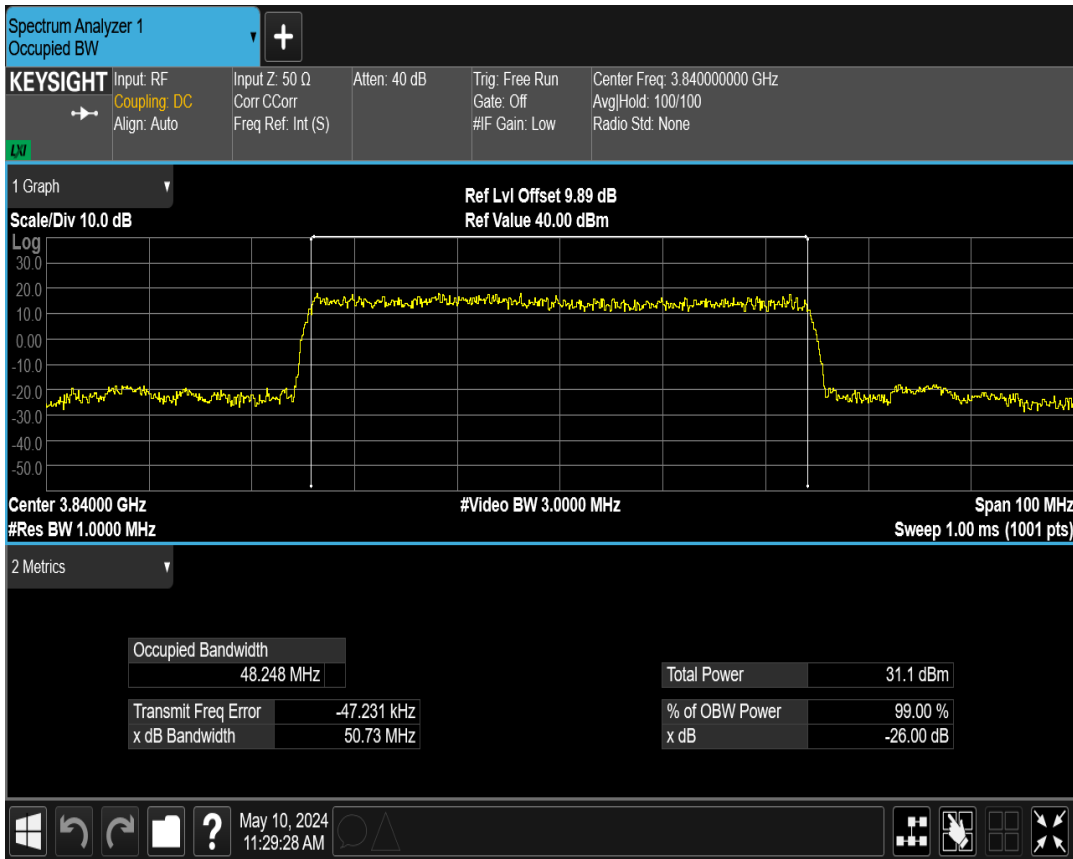 Spectrum Analyzer 1
Occupied BW
+
KEYSIGHT
Input: RF
Coupling: DC
Align: Auto
Input Z: 50 Ω
Corr CCorr
Freq Ref: Int (S)
Atten: 40 dB
Trig: Free Run
Gate: Off
#IF Gain: Low
Center Freq: 3.840000000 GHz
Avg|Hold: 100/100
Radio Std: None
LXI
1 Graph
Scale/Div 10.0 dB
Ref Lvl Offset 9.89 dB
Ref Value 40.00 dBm
Log
30.0
20.0
10.0
0.00
-10.0
-20.0
-30.0
-40.0
-50.0
Center 3.84000 GHz
#Video BW 3.0000 MHz
Span 100 MHz
#Res BW 1.0000 MHz
Sweep 1.00 ms (1001 pts)
2 Metrics
Occupied Bandwidth
48.248 MHz
Total Power 31.1 dBm
Transmit Freq Error -47.231 kHz
% of OBW Power 99.00 %
x dB Bandwidth 50.73 MHz
x dB -26.00 dB
?
May 10, 2024
11:29:28 AM